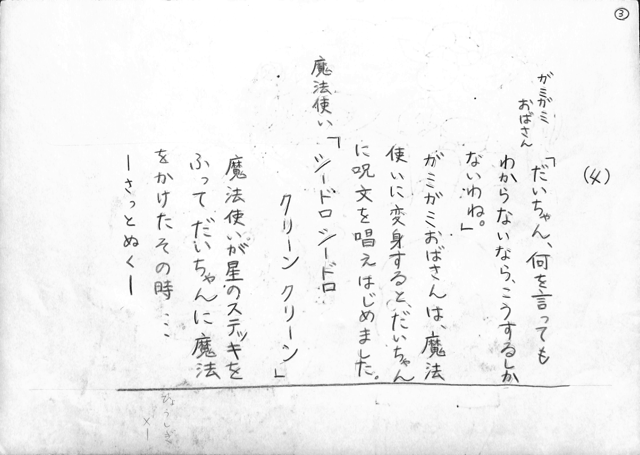 ③
(4)
ガミガミ
おばさん
「だいちゃん、何を言っても
わからないなら、こうするしか
ないわね。」
ガミガミおばさんは、魔法
使いに変身すると、だいちゃん
に呪文を唱えはじめました。
魔法使い「シードロ シードロ
クリーン クリーン」
魔法使いが星のステッキを
ふって だいちゃんに魔法
をかけたその時…
ーさっとぬくー